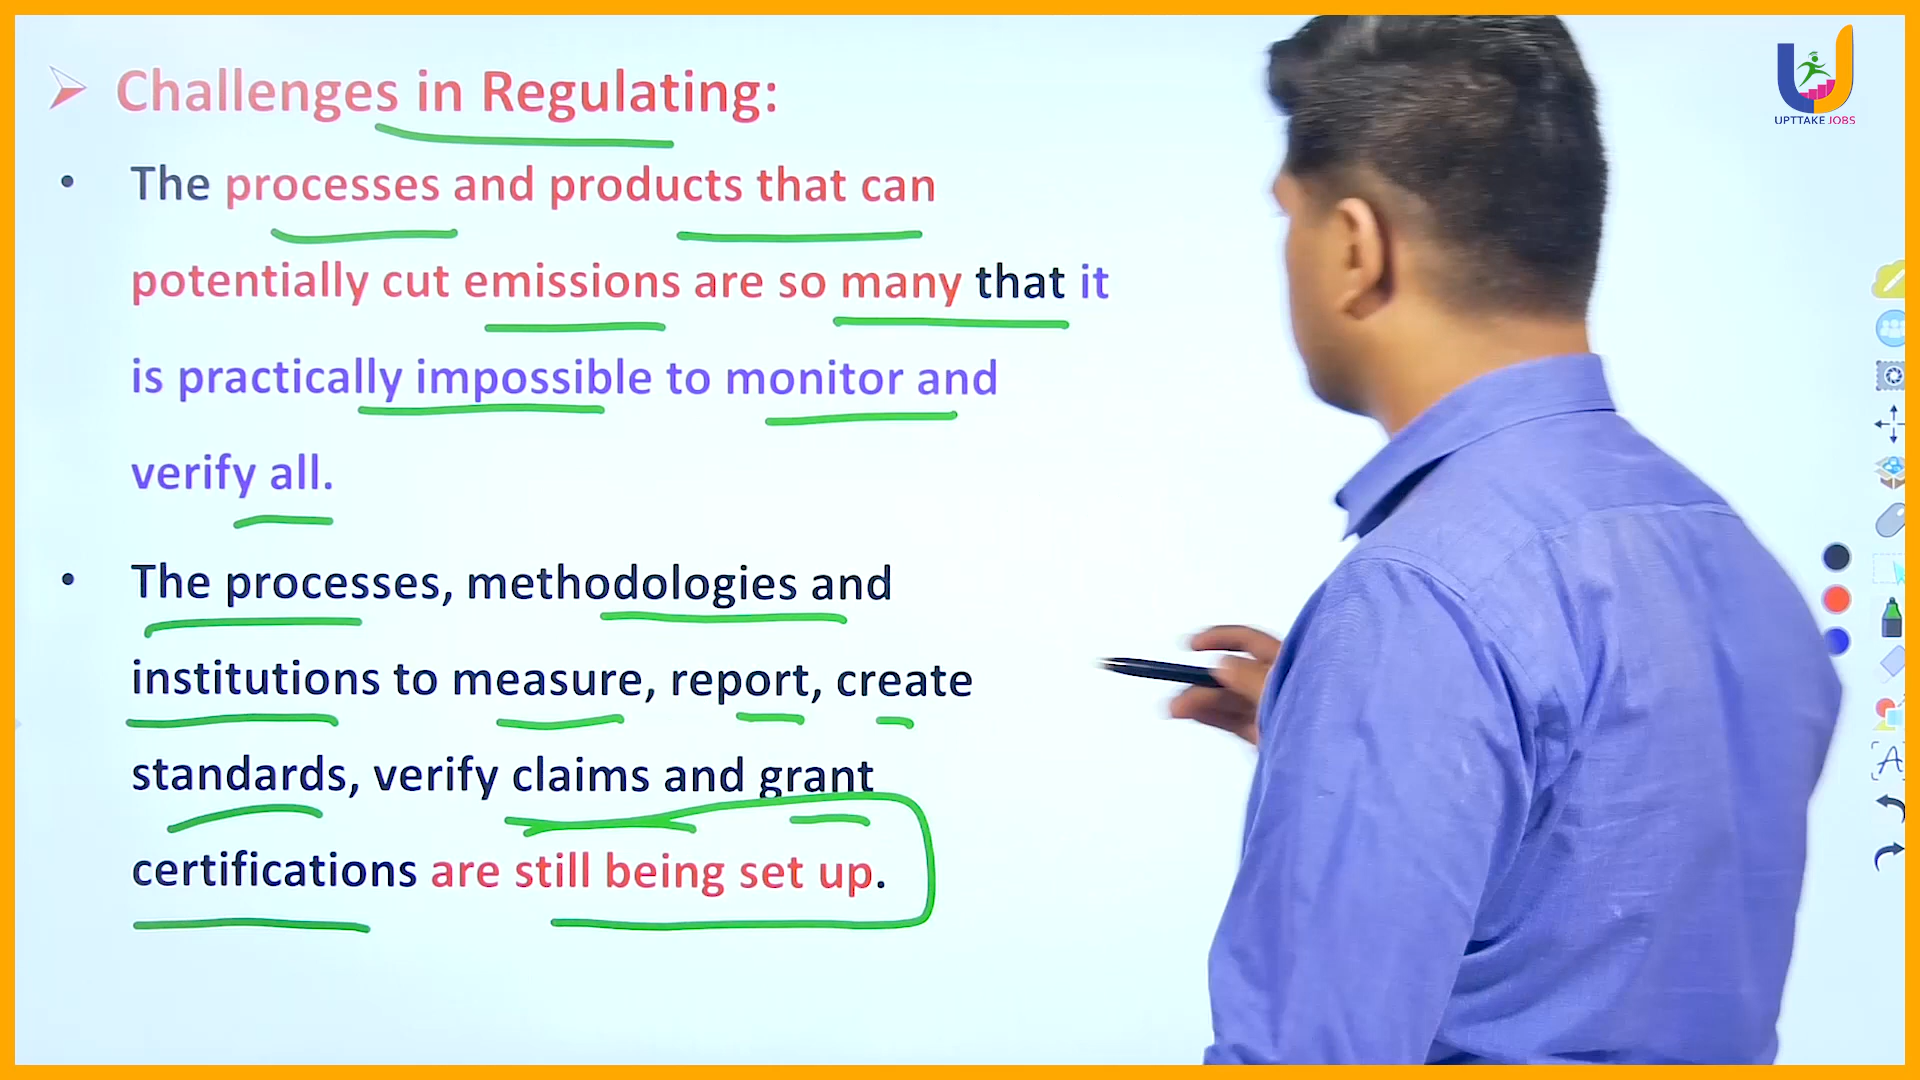 Challenges in Regulating:
• The processes and products that can
potentially cut emissions are so many that it
is practically impossible to monitor and
verify all.
• The processes, methodologies and
institutions to measure, report, create
standards, verify claims and grant
certifications are still being set up.
UPTTAKE JOBS
A